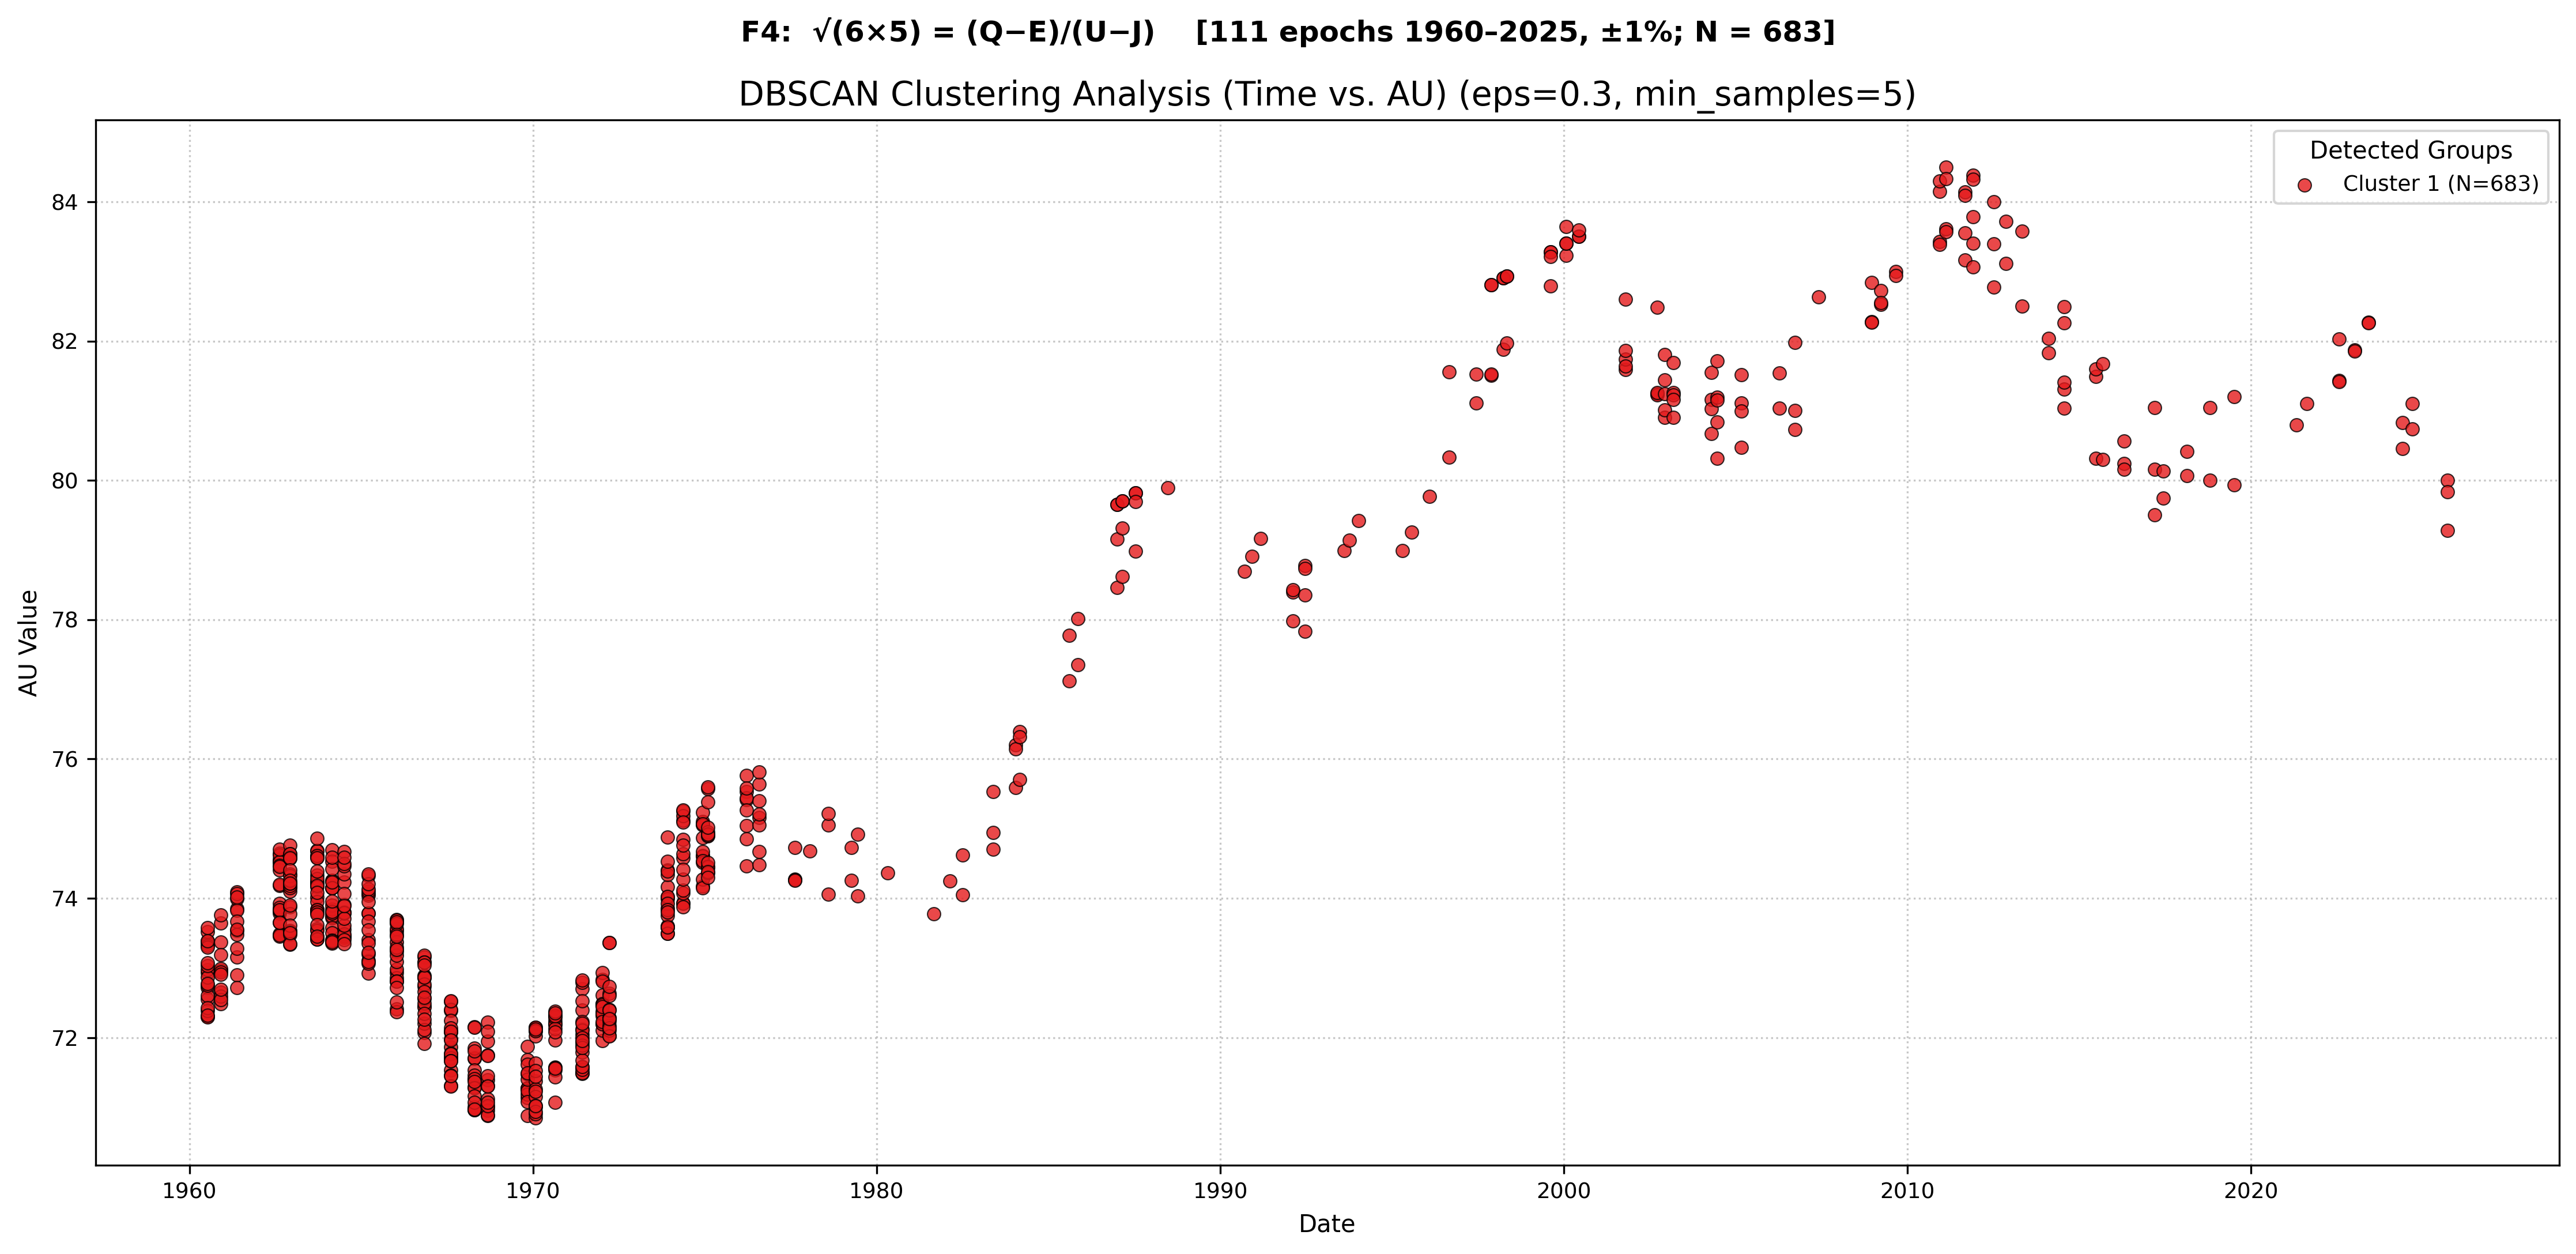 F4:  √(6×5) = (Q−E)/(U−J)    [111 epochs 1960–2025, ±1%; N = 683]
DBSCAN Clustering Analysis (Time vs. AU) (eps=0.3, min_samples=5)
Detected Groups
Cluster 1 (N=683)
AU Value
84
82
80
78
76
74
72
1960 1970 1980 1990 2000 2010 2020
Date